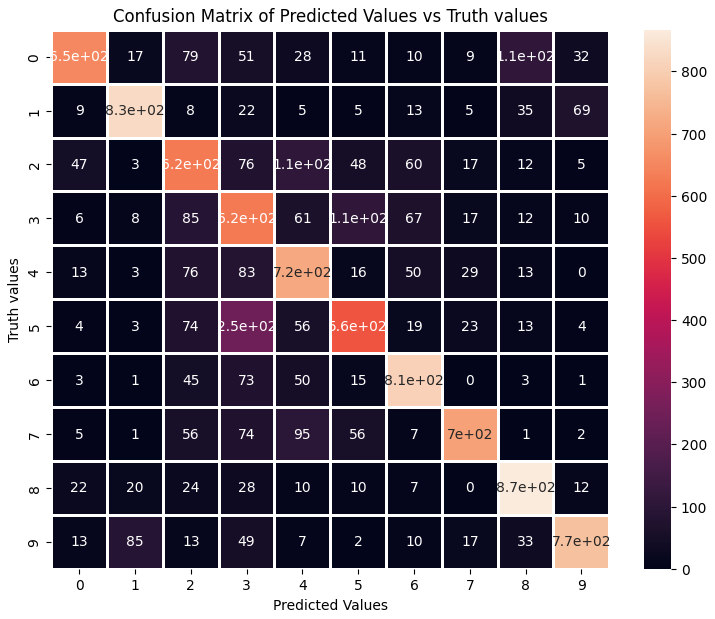 Confusion Matrix of Predicted Values vs Truth values
0 6.5e+02 17 79 51 28 11 10 9 1.1e+02 32
1 9 8.3e+02 8 22 5 5 13 5 35 69
2 47 3 6.2e+02 76 1.1e+02 48 60 17 12 5
3 6 8 85 6.2e+02 61 1.1e+02 67 17 12 10
4 13 3 76 83 7.2e+02 16 50 29 13 0
5 4 3 74 2.5e+02 56 5.6e+02 19 23 13 4
6 3 1 45 73 50 15 8.1e+02 0 3 1
7 5 1 56 74 95 56 7 7e+02 1 2
8 22 20 24 28 10 10 7 0 8.7e+02 12
9 13 85 13 49 7 2 10 17 33 7.7e+02
0 1 2 3 4 5 6 7 8 9
Predicted Values
Truth values
800
700
600
500
400
300
200
100
0